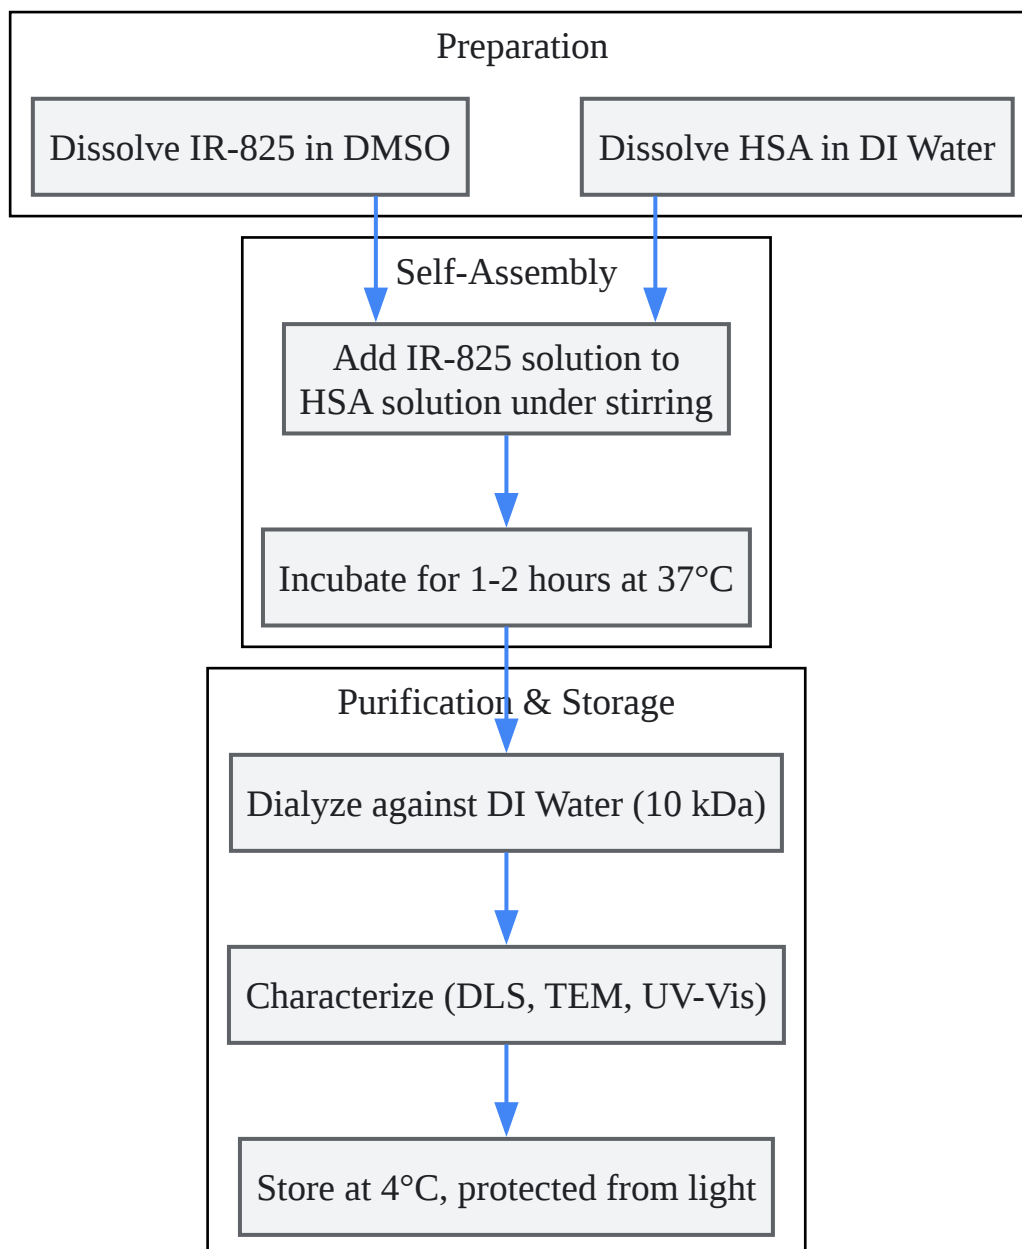 Preparation
Dissolve IR-825 in DMSO
Dissolve HSA in DI Water
Self-Assembly
Add IR-825 solution to
HSA solution under stirring
Incubate for 1-2 hours at 37°C
Purification & Storage
Dialyze against DI Water (10 kDa)
Characterize (DLS, TEM, UV-Vis)
Store at 4°C, protected from light